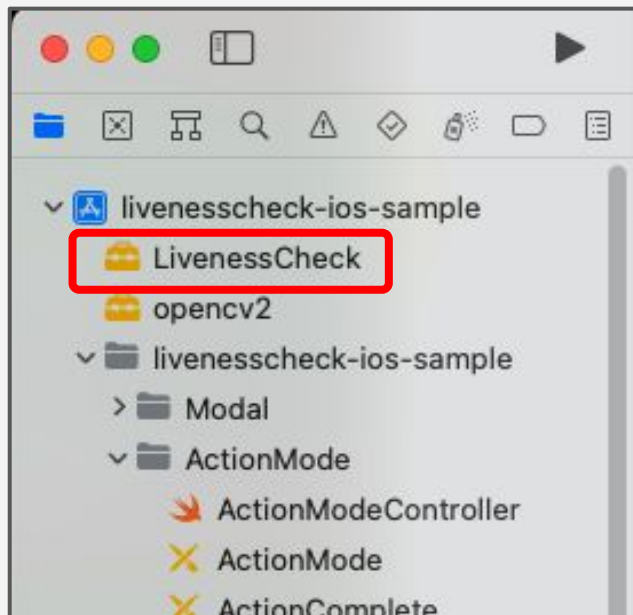 livenesscheck-ios-sample
LivenessCheck
opencv2
livenesscheck-ios-sample
Modal
ActionMode
ActionModeController
ActionMode
ActionComplete